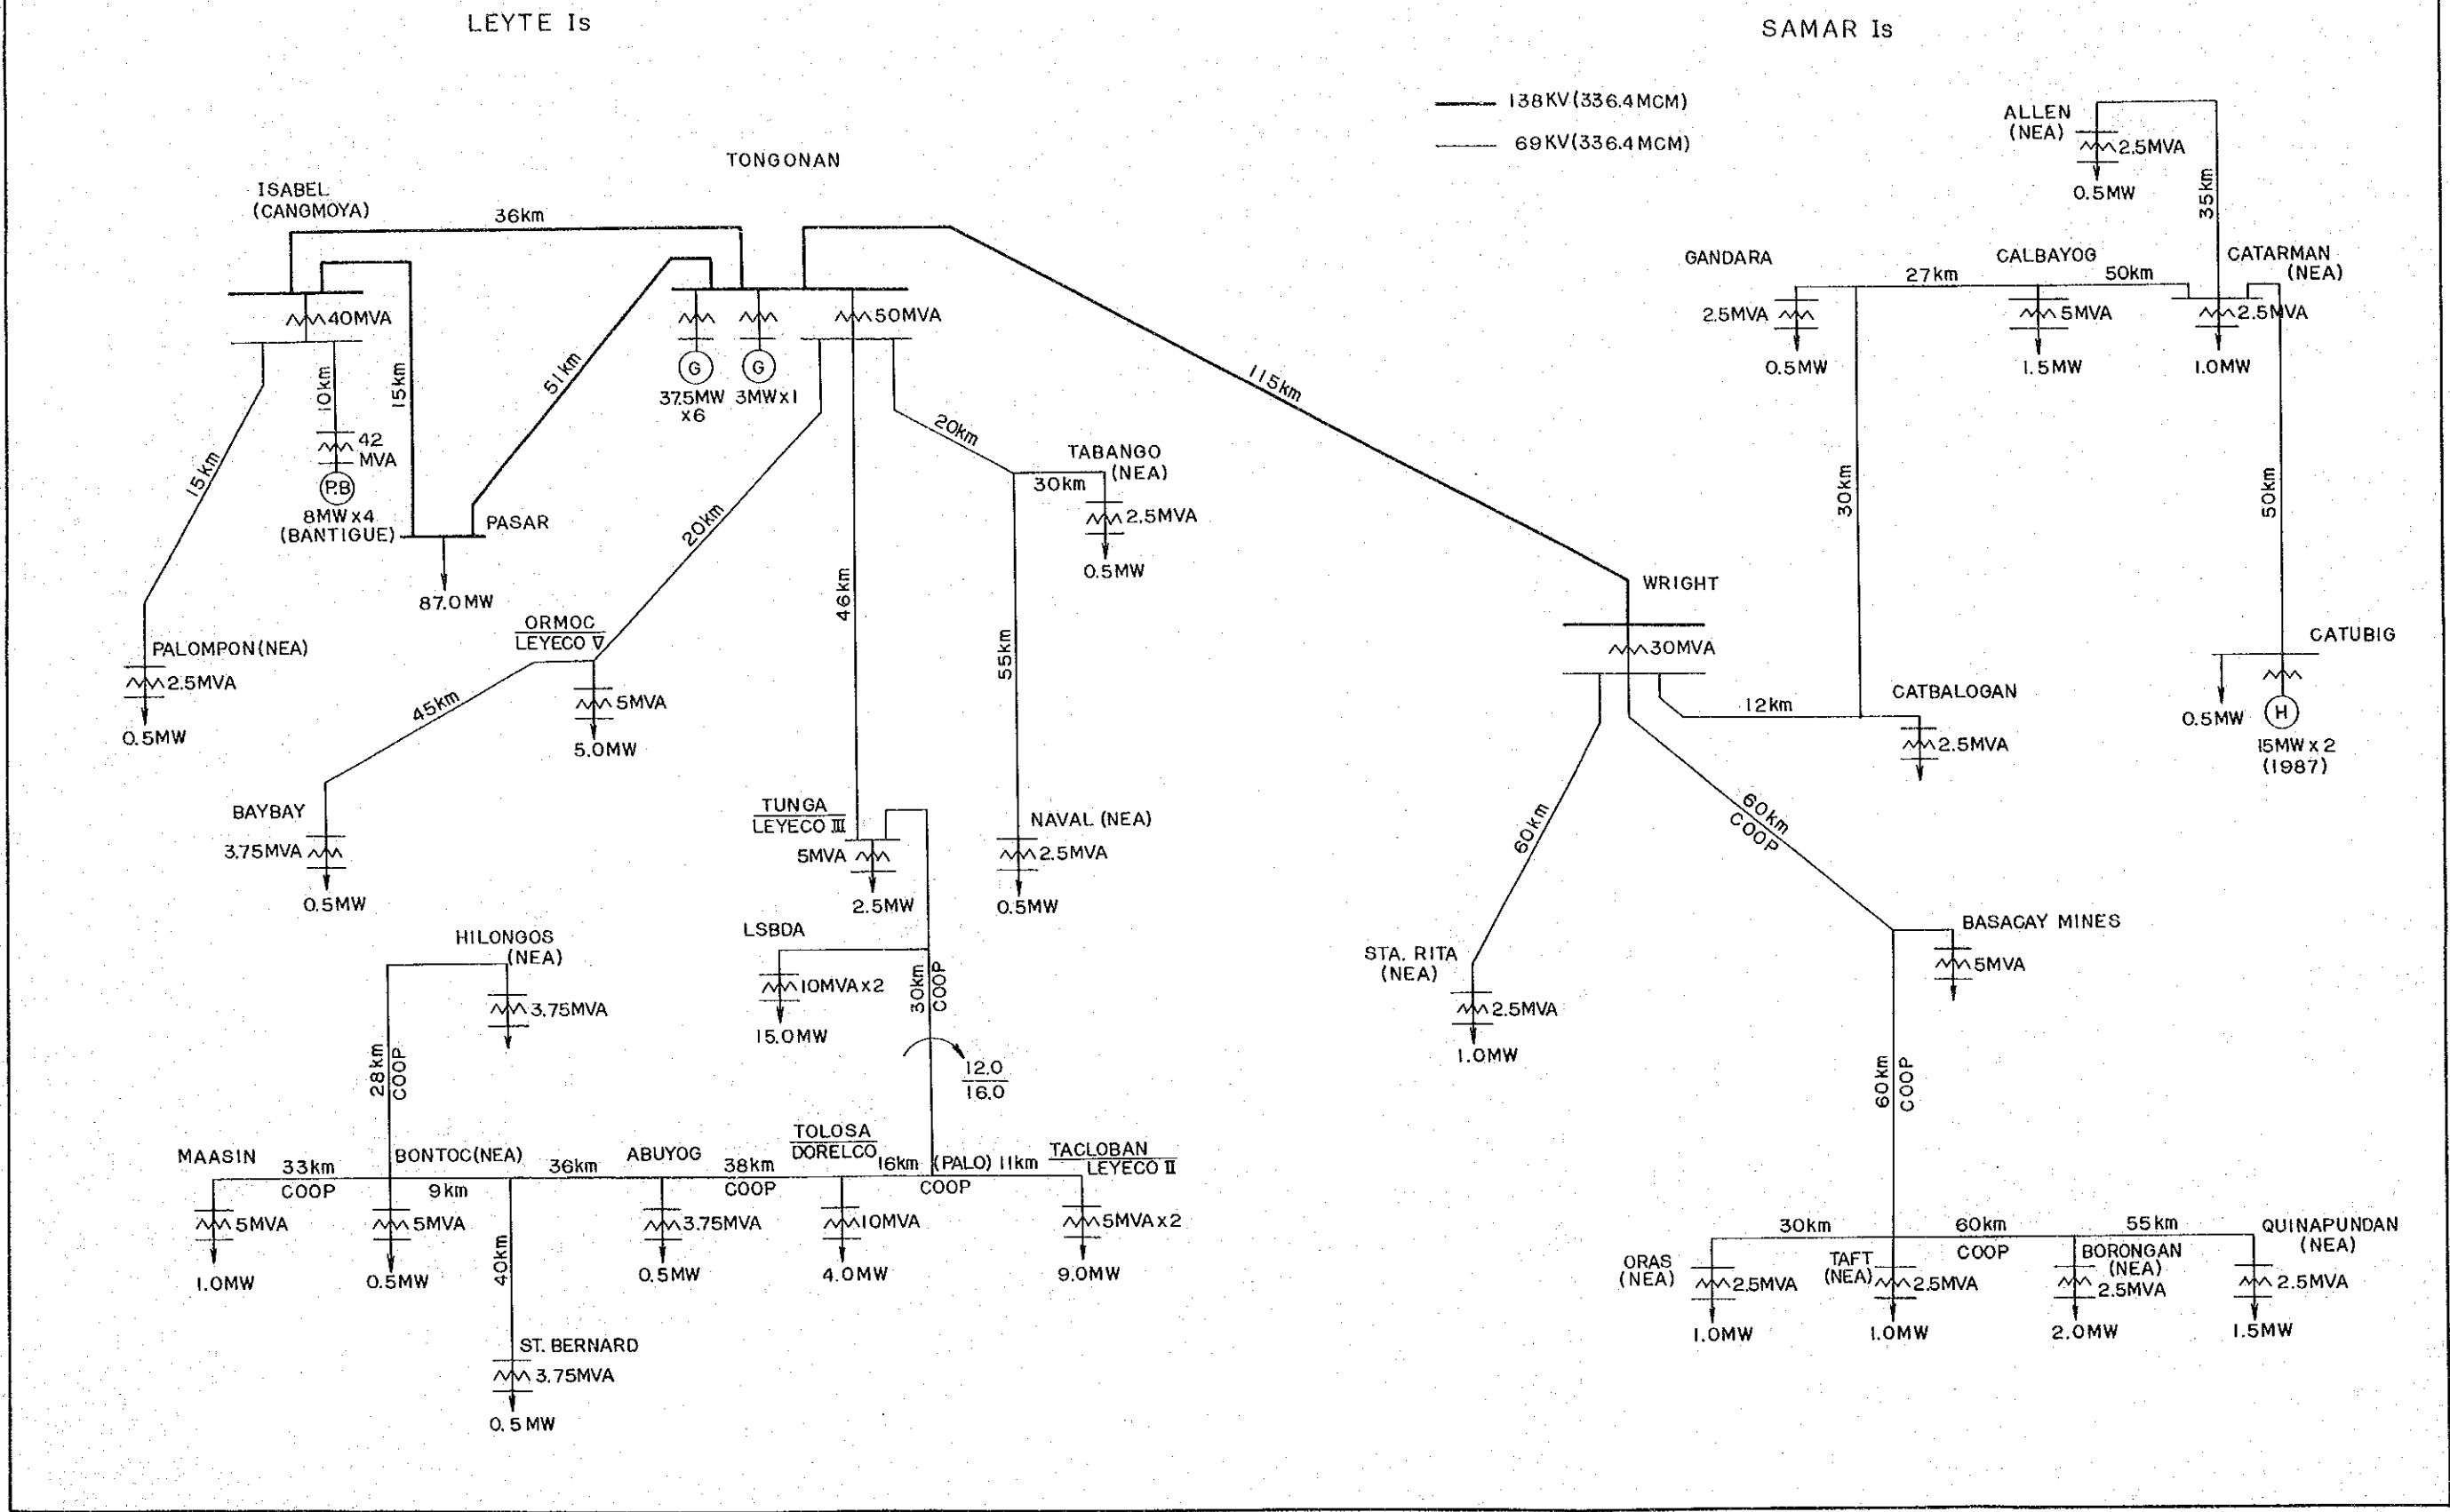 LEYTE Is
SAMAR Is
138KV(336.4MCM)
69KV(336.4MCM)
TONGONAN
ISABEL
(CANGMOYA)
36km
40MVA
15km
10km
42
MVA
P.B
8MW x 4
(BANTIGUE)
15km
51km
PASAR
87.0MW
PALOMPON(NEA)
2.5MVA
0.5MW
G
37.5MW
x6
G
3MWx1
50MVA
20km
ORMOC
LEYECO V
5MVA
5.0MW
45km
BAYBAY
3.75MVA
0.5MW
46km
20km
TABANGO
(NEA)
30km
2.5MVA
0.5MW
55km
NAVAL (NEA)
2.5MVA
0.5MW
TUNGA
LEYECO III
5MVA
2.5MW
LSBDA
10MVAx2
15.0MW
30km
COOP
12.0
16.0
HILONGOS
(NEA)
3.75MVA
28km
COOP
MAASIN
33km
COOP
5MVA
1.0MW
BONTOC(NEA)
9km
5MVA
0.5MW
36km
40km
ST. BERNARD
3.75MVA
0.5MW
ABUYOG
3.75MVA
0.5MW
38km
COOP
TOLOSA
DORELCO
10MVA
4.0MW
16km (PALO) 11km
COOP
TACLOBAN
LEYECO II
5MVAx2
9.0MW
115km
WRIGHT
30MVA
ALLEN
(NEA)
2.5MVA
0.5MW
35km
GANDARA
2.5MVA
0.5MW
27km
CALBAYOG
5MVA
1.5MW
50km
CATARMAN
(NEA)
2.5MVA
1.0MW
50km
CATUBIG
0.5MW
H
15MW x 2
(1987)
30km
12km
CATBALOGAN
2.5MVA
60km
STA. RITA
(NEA)
2.5MVA
1.0MW
60km
COOP
BASACAY MINES
5MVA
60km
COOP
30km
ORAS
(NEA)
2.5MVA
1.0MW
TAFT
(NEA)
2.5MVA
1.0MW
60km
COOP
BORONGAN
(NEA)
2.5MVA
2.0MW
55km
QUINAPUNDAN
(NEA)
2.5MVA
1.5MW